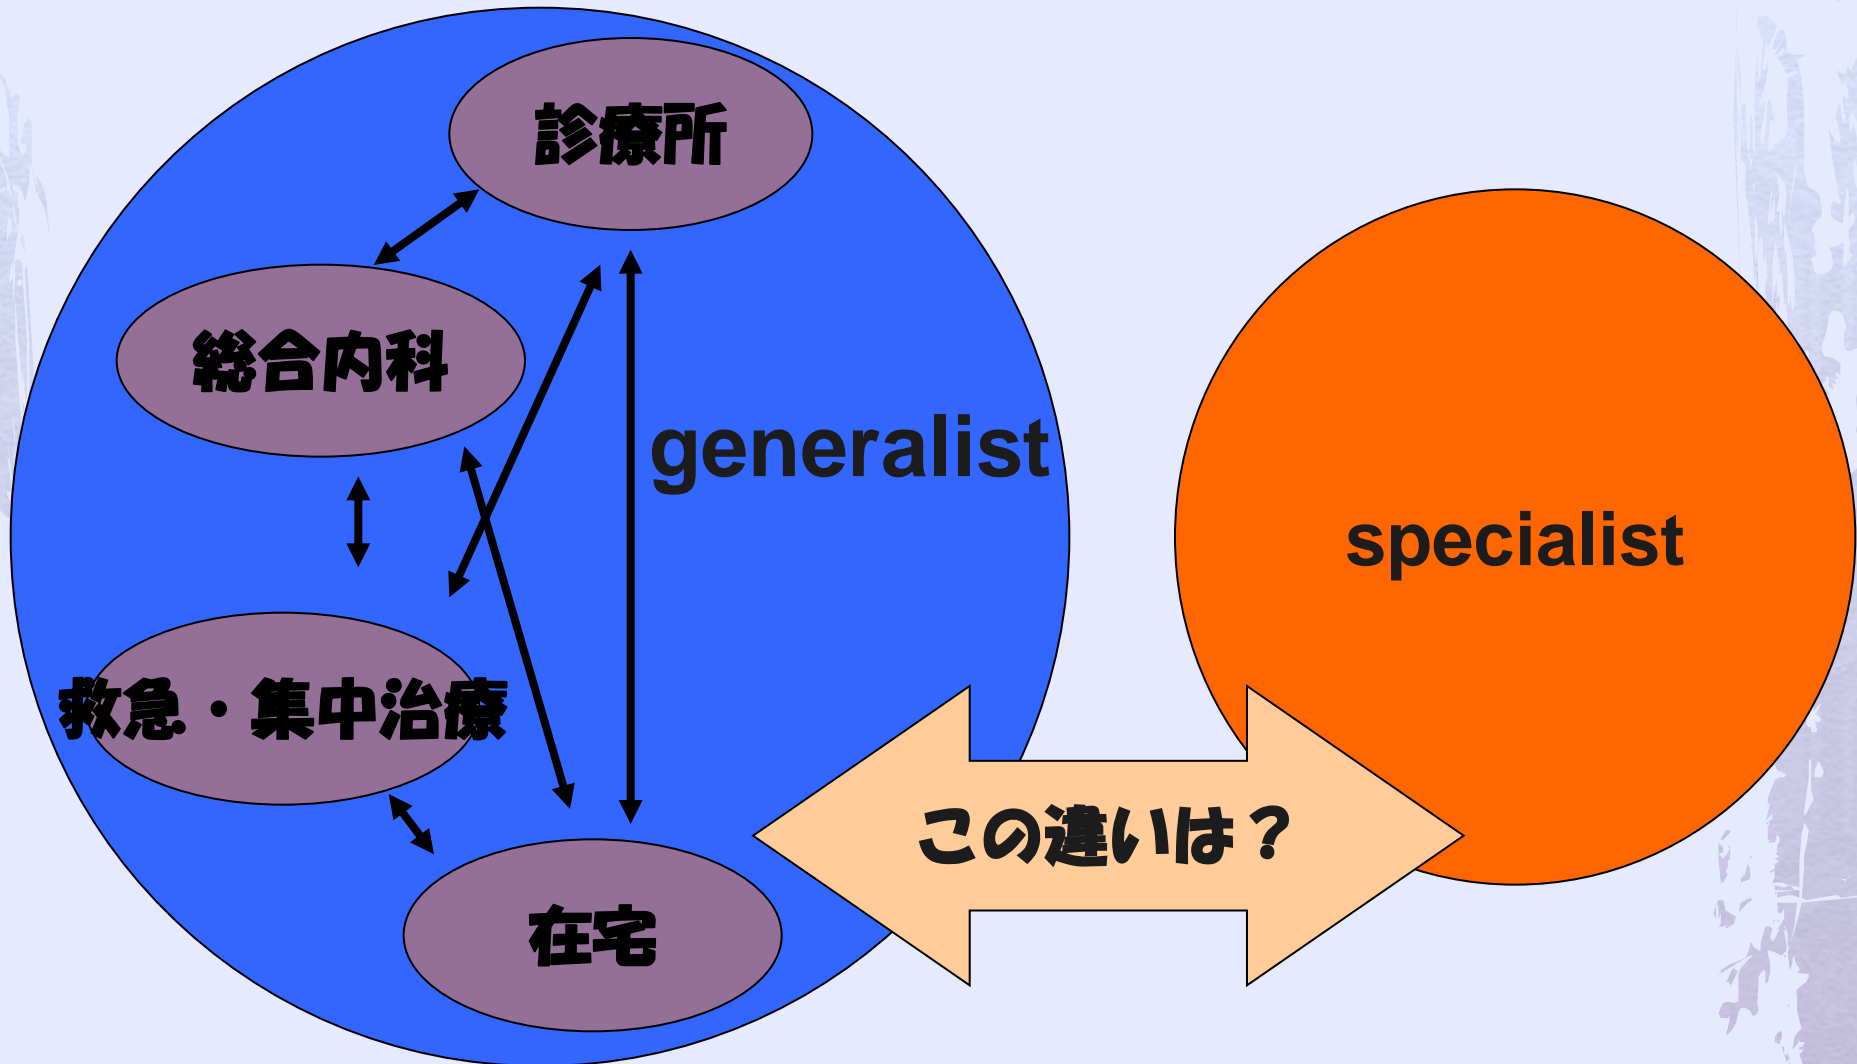 診療所
総合内科
generalist
specialist
救急・集中治療
この違いは？
在宅